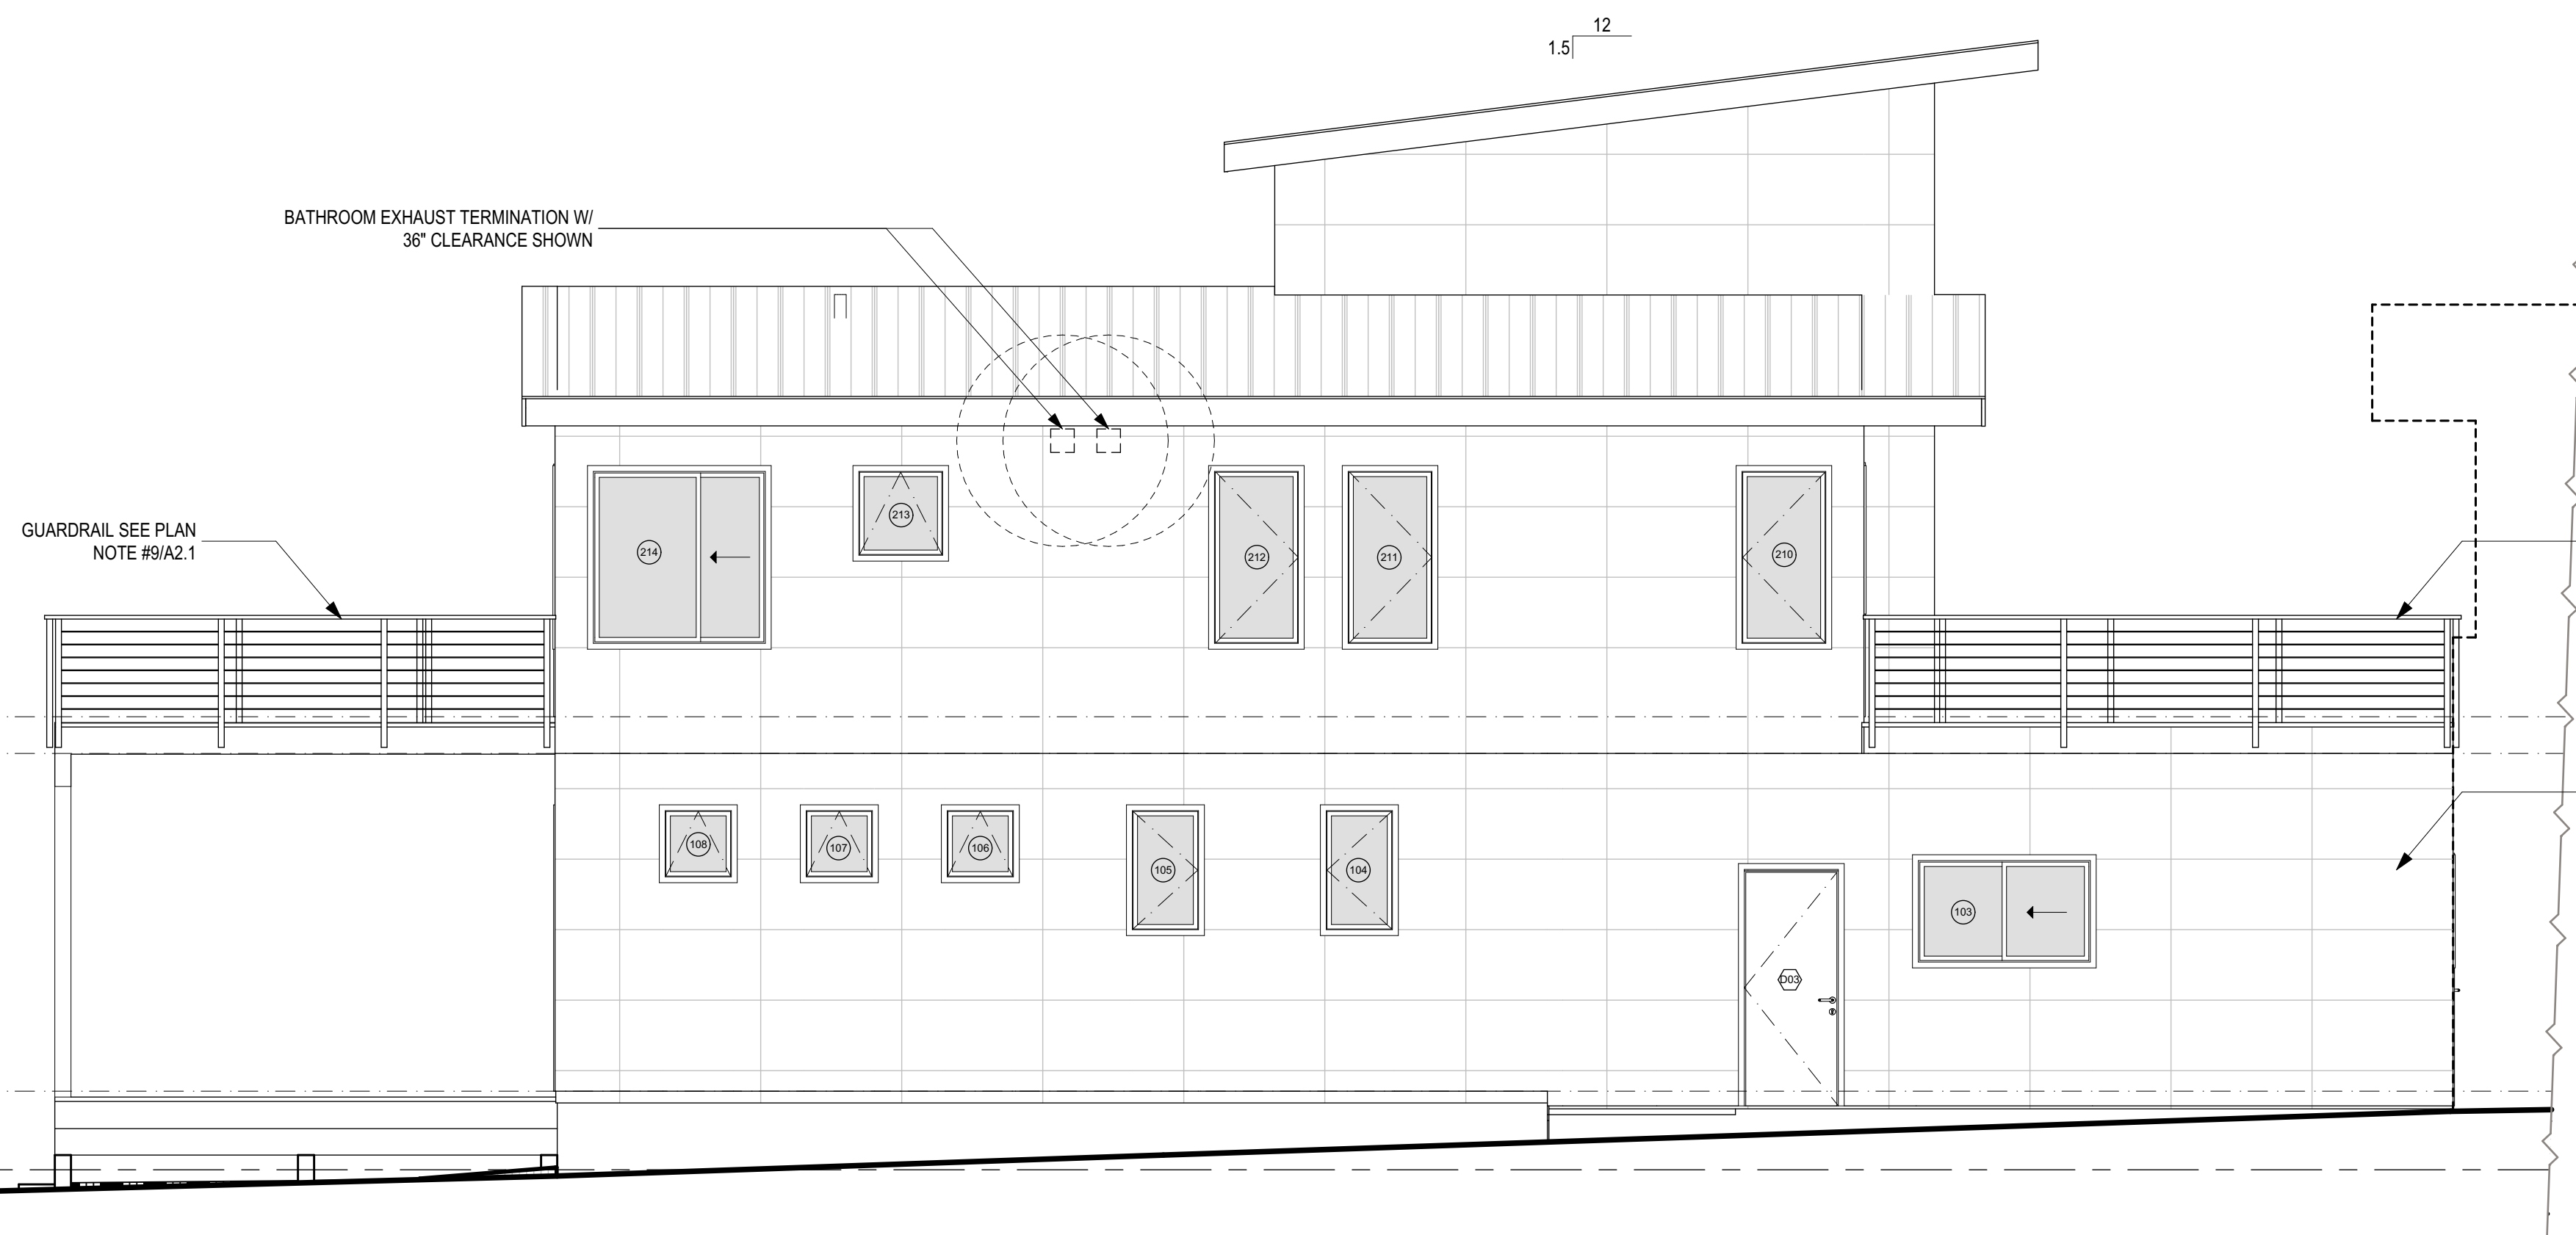 12
1.5
BATHROOM EXHAUST TERMINATION W/
36" CLEARANCE SHOWN
GUARDRAIL SEE PLAN
NOTE #9/A2.1
214
213
212
211
210
108
107
106
105
104
103
D03